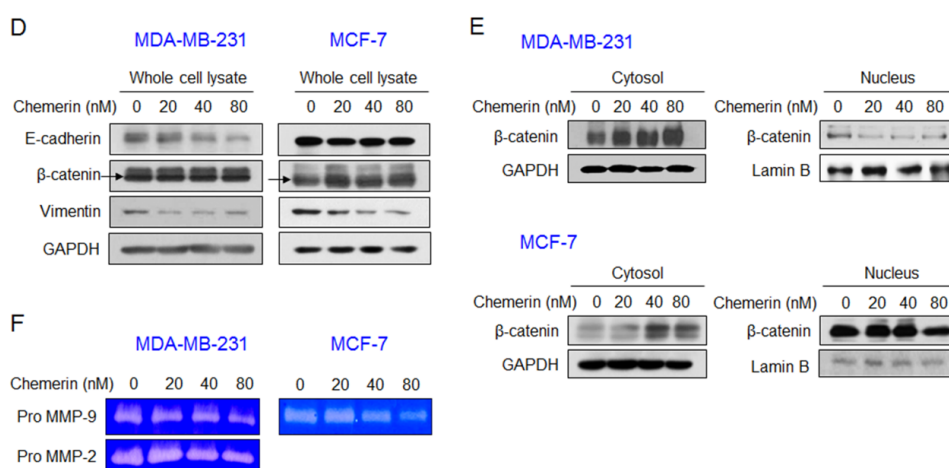 D
MDA-MB-231 MCF-7
Whole cell lysate Whole cell lysate
Chemerin (nM) 0 20 40 80 0 20 40 80
E-cadherin
β-catenin
Vimentin
GAPDH
E
MDA-MB-231
Cytosol Nucleus
Chemerin (nM) 0 20 40 80 Chemerin (nM) 0 20 40 80
β-catenin β-catenin
GAPDH Lamin B
MCF-7
Cytosol Nucleus
Chemerin (nM) 0 20 40 80 Chemerin (nM) 0 20 40 80
β-catenin β-catenin
GAPDH Lamin B
F
MDA-MB-231 MCF-7
Chemerin (nM) 0 20 40 80 0 20 40 80
Pro MMP-9
Pro MMP-2